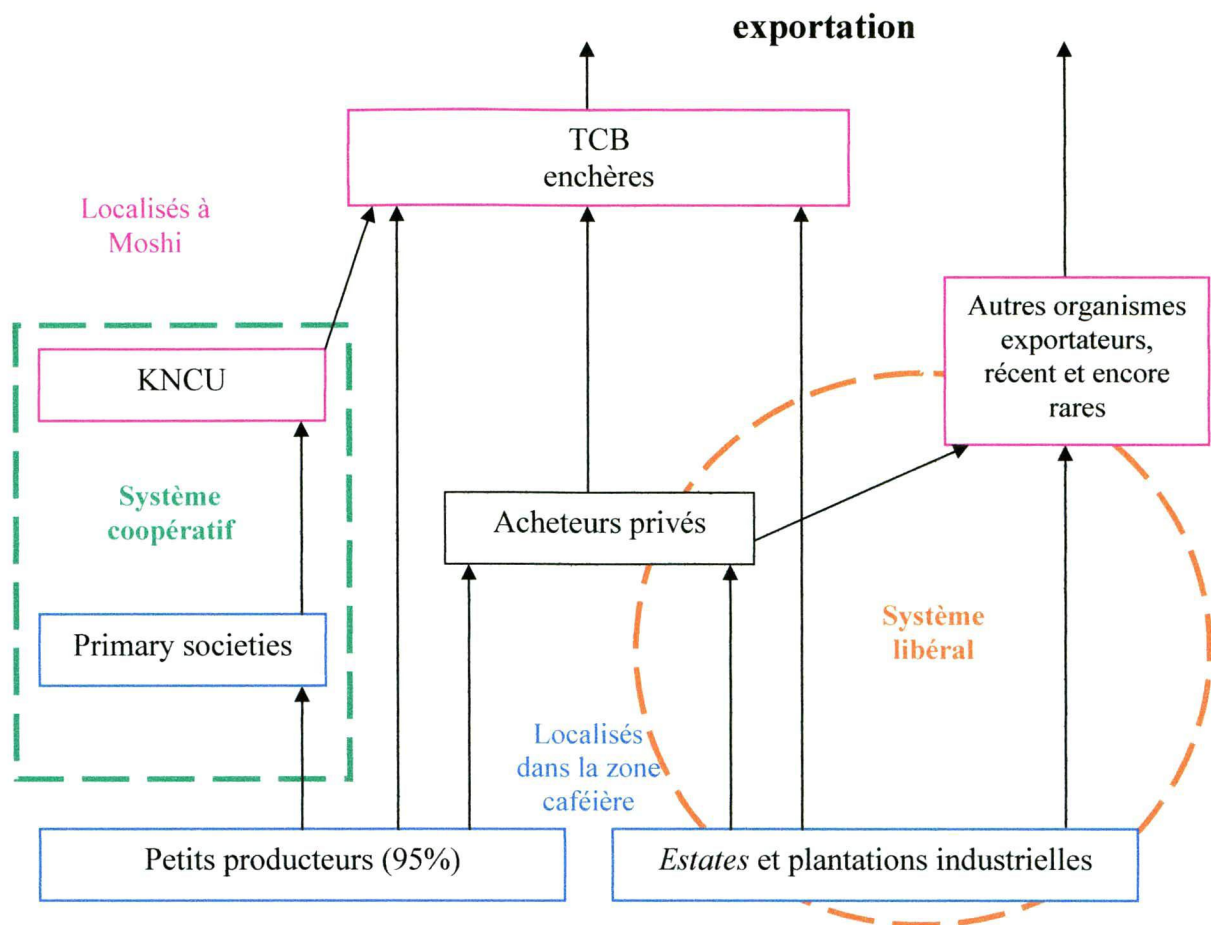 exportation
TCB
enchères
Localisés à
Moshi
Autres organismes
exportateurs,
récent et encore
rares
KNCU
Système
coopératif
Acheteurs privés
Système
libéral
Primary societies
Localisés
dans la zone
caféière
Petits producteurs (95%)
Estates et plantations industrielles